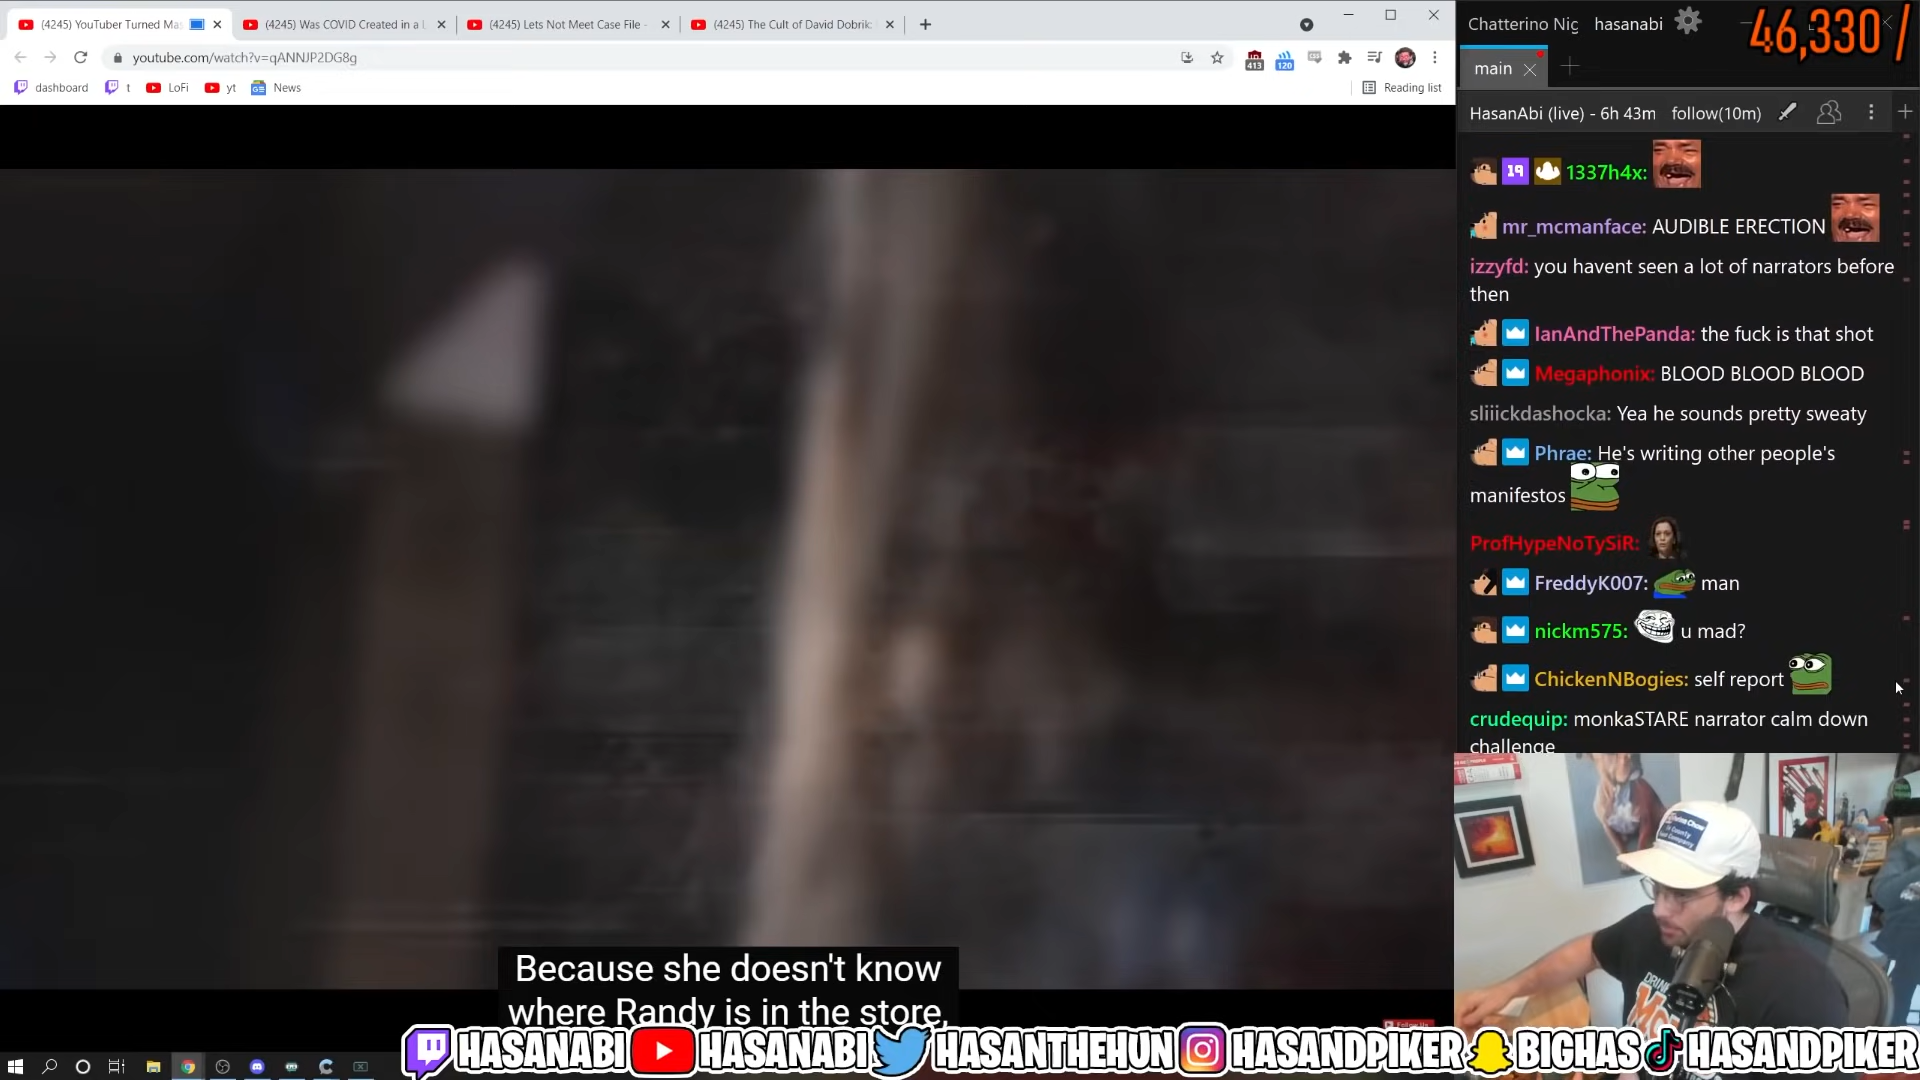 (4245) YouTuber Turned Ma
(4245) Was COVID Created in a L
(4245) Lets Not Meet Case File -
(4245) The Cult of David Dobrik:
youtube.com/watch?v=qANNJP2DG8g
413
120
dashboard
t
LoFi
yt
News
Reading list
Because she doesn't know
where Randy is in the store,
Chatterino Nig
hasanabi
46,330 /
main
HasanAbi (live) - 6h 43m
follow(10m)
19
1337h4x:
mr_mcmanface: AUDIBLE ERECTION
izzyfd: you havent seen a lot of narrators before
then
IanAndThePanda: the fuck is that shot
Megaphonix: BLOOD BLOOD BLOOD
sliiickdashocka: Yea he sounds pretty sweaty
Phrae: He's writing other people's
manifestos
ProfHypeNoTySiR:
FreddyK007: man
nickm575: u mad?
ChickenNBogies: self report
crudequip: monkaSTARE narrator calm down
challenge
HASANABI
HASANABI
HASANTHEHUN
HASANDPIKER
BIGHAS
HASANDPIKER